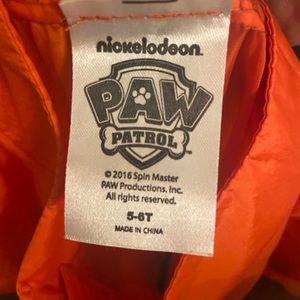 nickelodeon
PAW
PATROL
© 2016 Spin Master
PAW Productions, Inc.
All rights reserved.
5-6T
MADE IN CHINA